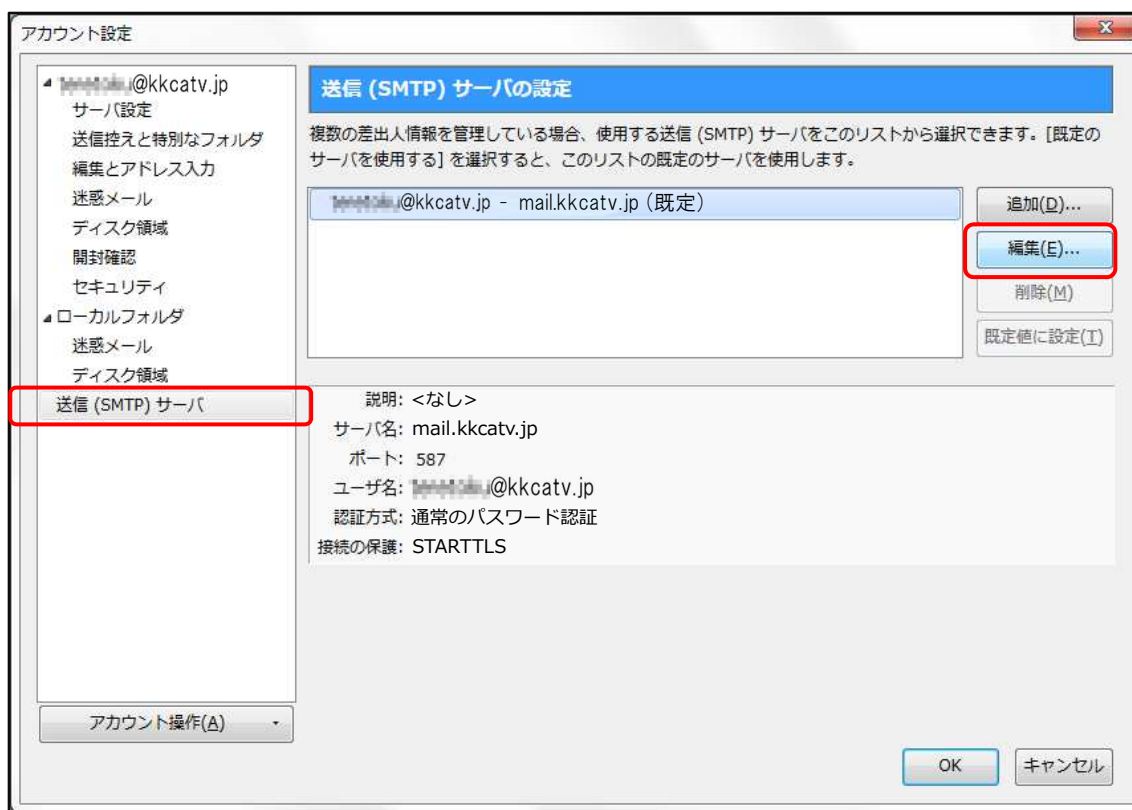 アカウント設定
@kkcatv.jp
サーバ設定
送信控えと特別なフォルダ
編集とアドレス入力
迷惑メール
ディスク領域
開封確認
セキュリティ
ローカルフォルダ
迷惑メール
ディスク領域
送信 (SMTP) サーバ
アカウント操作(A)
送信 (SMTP) サーバの設定
複数の差出人情報を管理している場合、使用する送信 (SMTP) サーバをこのリストから選択できます。[既定の
サーバを使用する] を選択すると、このリストの既定のサーバを使用します。
@kkcatv.jp - mail.kkcatv.jp (既定)
追加(D)...
編集(E)...
削除(M)
既定値に設定(T)
説明: <なし>
サーバ名: mail.kkcatv.jp
ポート: 587
ユーザ名: @kkcatv.jp
認証方式: 通常のパスワード認証
接続の保護: STARTTLS
OK
キャンセル